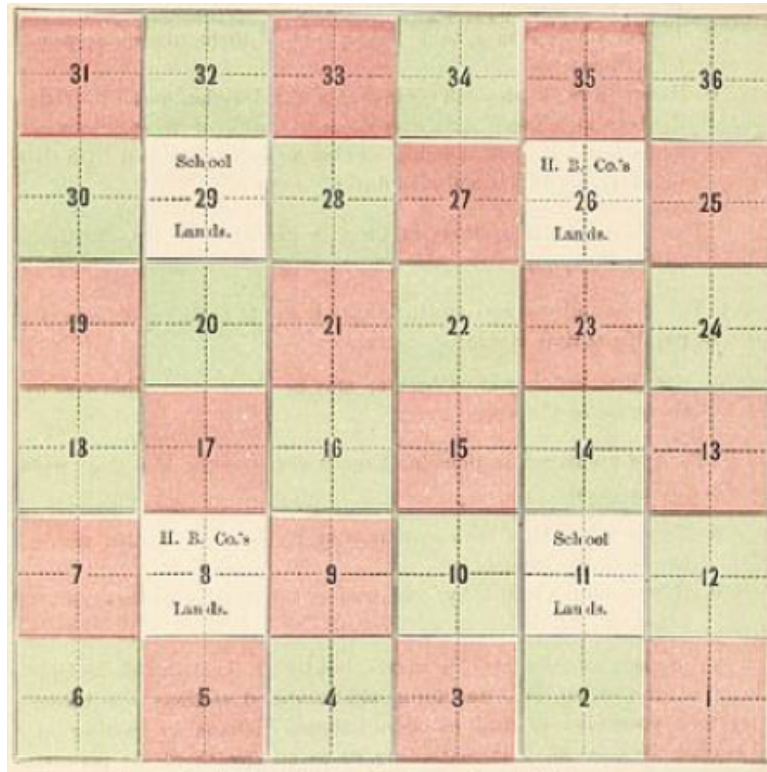 31 32 33 34 35 36
School H. B. Co.'s
30 29 28 27 26 25
Lands. Lands.
19 20 21 22 23 24
18 17 16 15 14 13
H. B. Co.'s School
7 8 9 10 11 12
Lands. Lands.
6 5 4 3 2 1